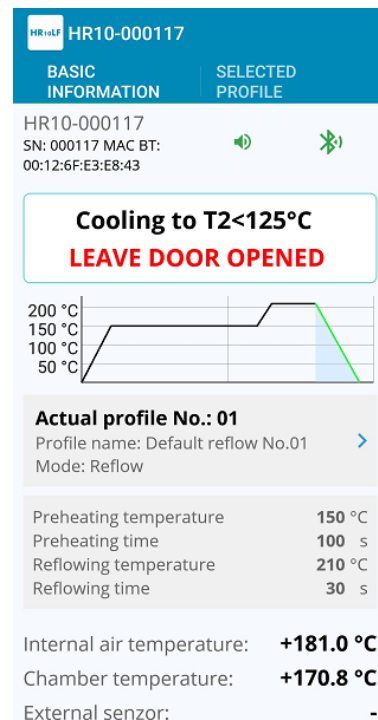 HR10LF HR10-000117
BASIC INFORMATION
SELECTED PROFILE
HR10-000117
SN: 000117 MAC BT:
00:12:6F:E3:E8:43
Cooling to T2<125°C
LEAVE DOOR OPENED
200 °C
150 °C
100 °C
50 °C
Actual profile No.: 01
Profile name: Default reflow No.01
Mode: Reflow
Preheating temperature 150 °C
Preheating time 100 s
Reflowing temperature 210 °C
Reflowing time 30 s
Internal air temperature: +181.0 °C
Chamber temperature: +170.8 °C
External senzor: -